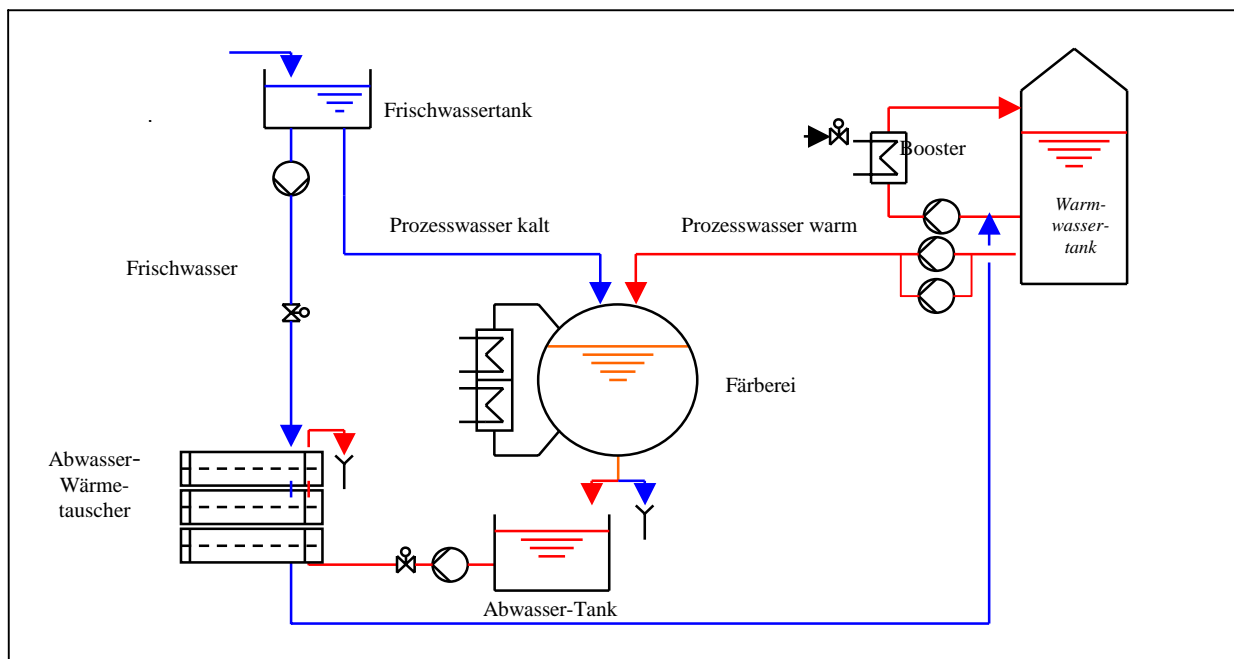 Frischwassertank
Booster
Warm-
wasser-
tank
Prozesswasser kalt
Prozesswasser warm
Frischwasser
Färberei
Abwasser-
Wärme-
tauscher
Abwasser-Tank